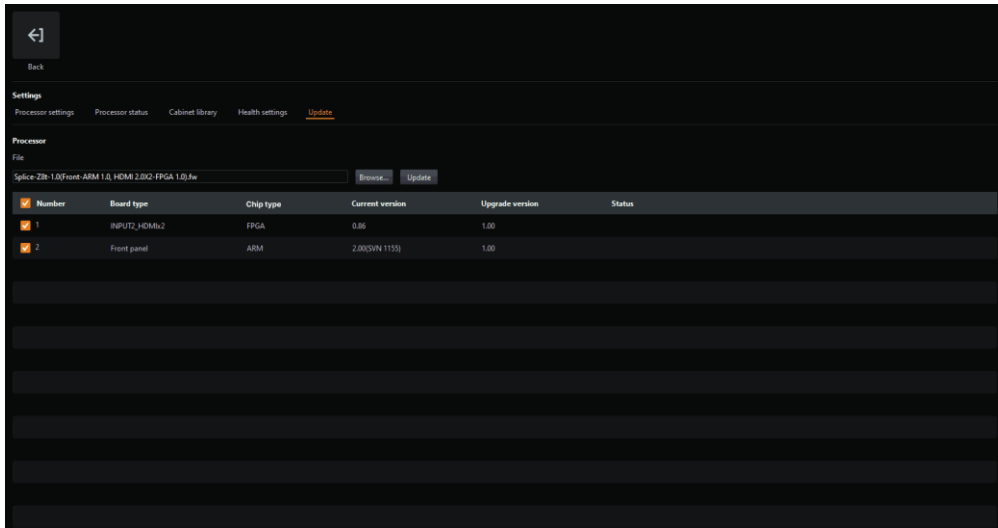 Back
Settings
Processor settings Processor status Cabinet library Health settings Update
Processor
File
Splice-Z8t-1.0(Front-ARM 1.0, HDMI 2.0X2-FPGA 1.0).fw Browse... Update
Number Board type Chip type Current version Upgrade version Status
1 INPUT2_HDMIx2 FPGA 0.86 1.00
2 Front panel ARM 2.00(SVN 1155) 1.00